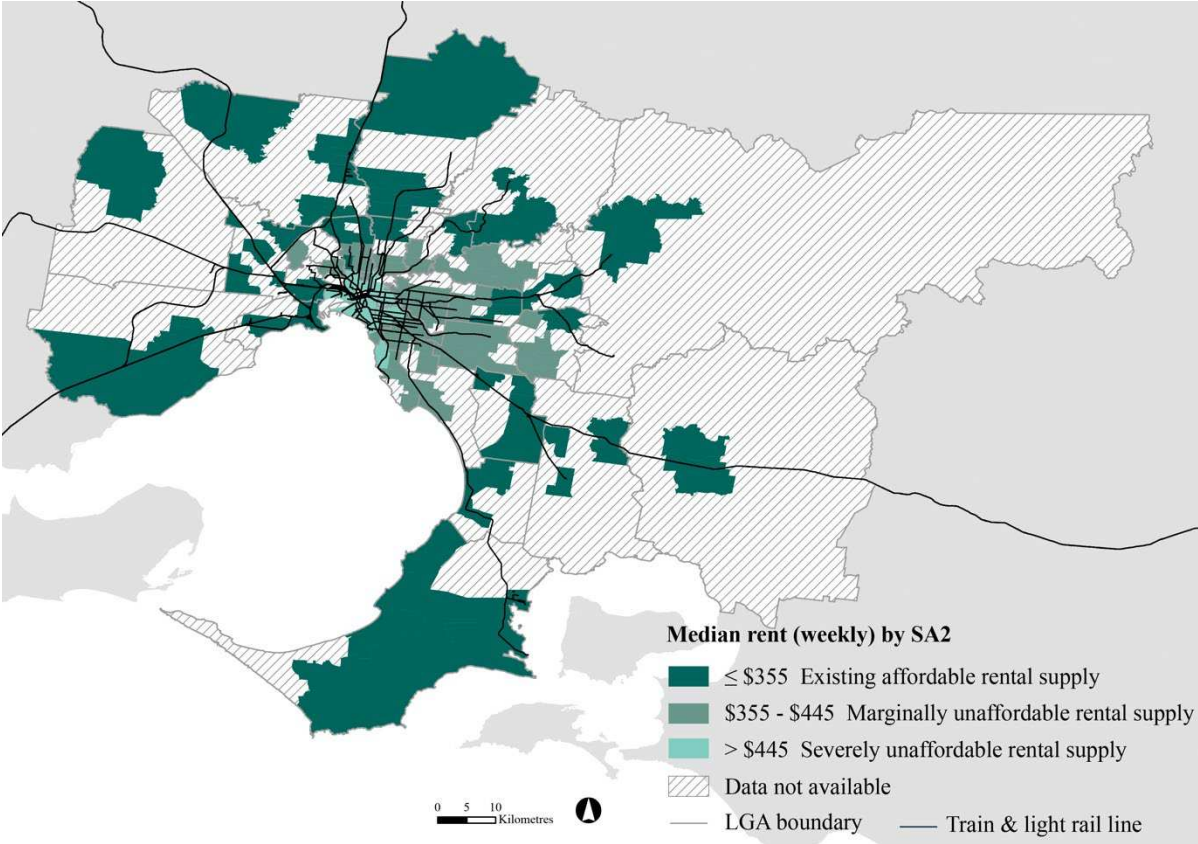 Median rent (weekly) by SA2
≤ $355 Existing affordable rental supply
$355 - $445 Marginally unaffordable rental supply
> $445 Severely unaffordable rental supply
Data not available
0 5 10
Kilometres
LGA boundary
Train & light rail line